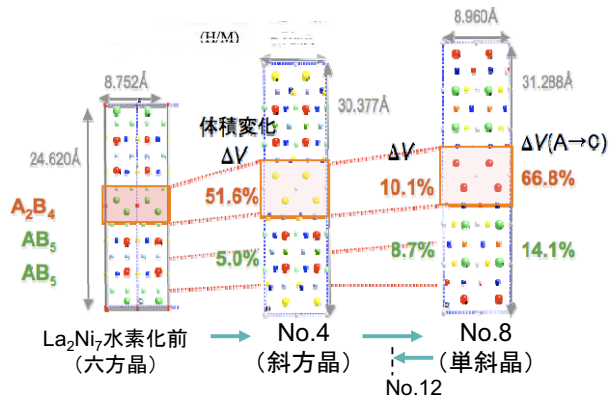 (H/M)
8.960Å
8.752Å
31.288Å
30.377Å
体積変化
24.620Å
ΔV
ΔV
ΔV(A→C)
51.6%
10.1%
66.8%
A₂B₄
AB₅
5.0%
8.7%
14.1%
AB₅
La₂Ni₇水素化前
(六方晶)
No.4
(斜方晶)
No.8
(単斜晶)
No.12